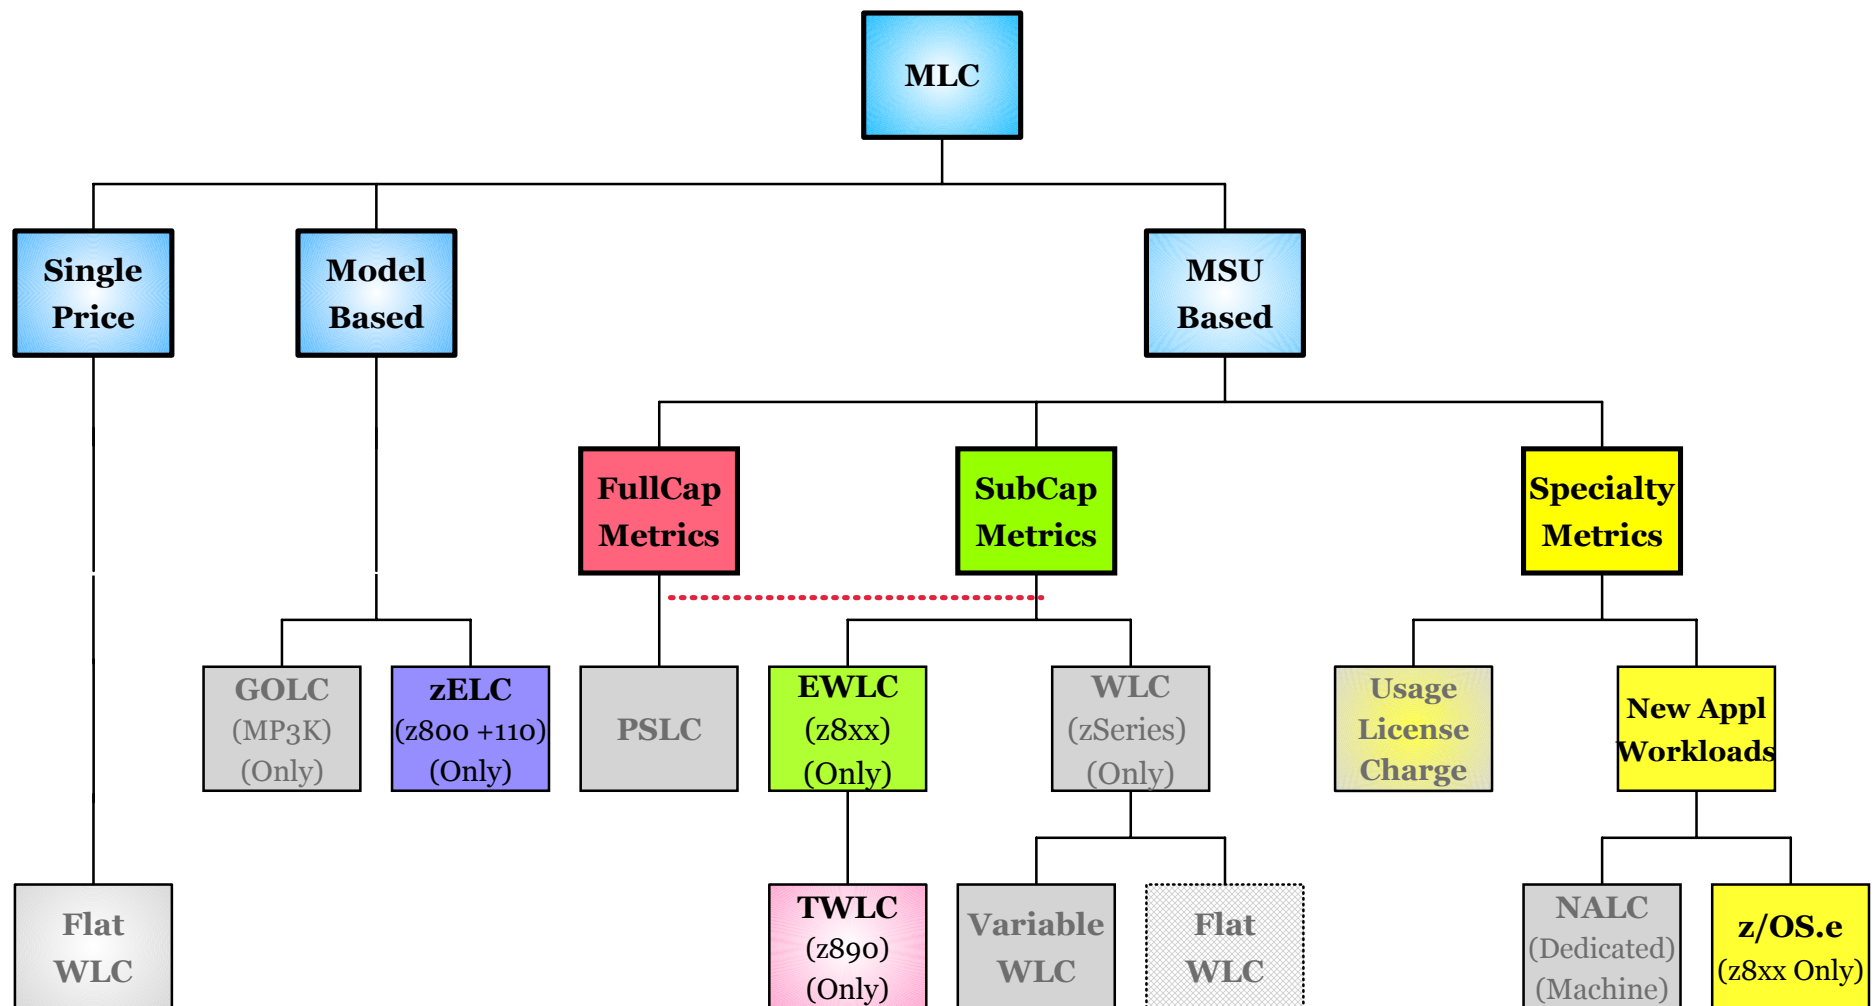 MLC
Single
Price
Model
Based
MSU
Based
FullCap
Metrics
SubCap
Metrics
Specialty
Metrics
GOLC
(MP3K)
(Only)
zELC
(z800 +110)
(Only)
PSLC
EWLC
(z8xx)
(Only)
WLC
(zSeries)
(Only)
Usage
License
Charge
New Appl
Workloads
Flat
WLC
TWLC
(z890)
(Only)
Variable
WLC
Flat
WLC
NALC
(Dedicated)
(Machine)
z/OS.e
(z8xx Only)